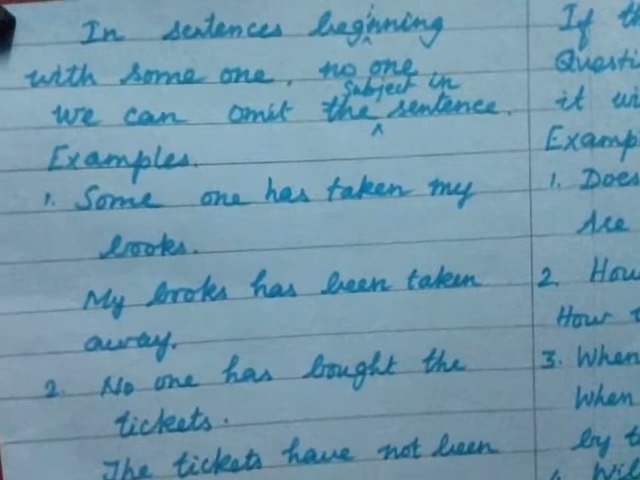 In sentences beginning
with some one, no one
we can omit the subject in sentence.
Examples.
1. Some one has taken my
books.
My books has been taken
away.
2. No one has bought the
tickets.
The tickets have not been
If
Questi
it wi
Examp
1. Does
Are
2. How
How
3. When
When
by
4. Wil